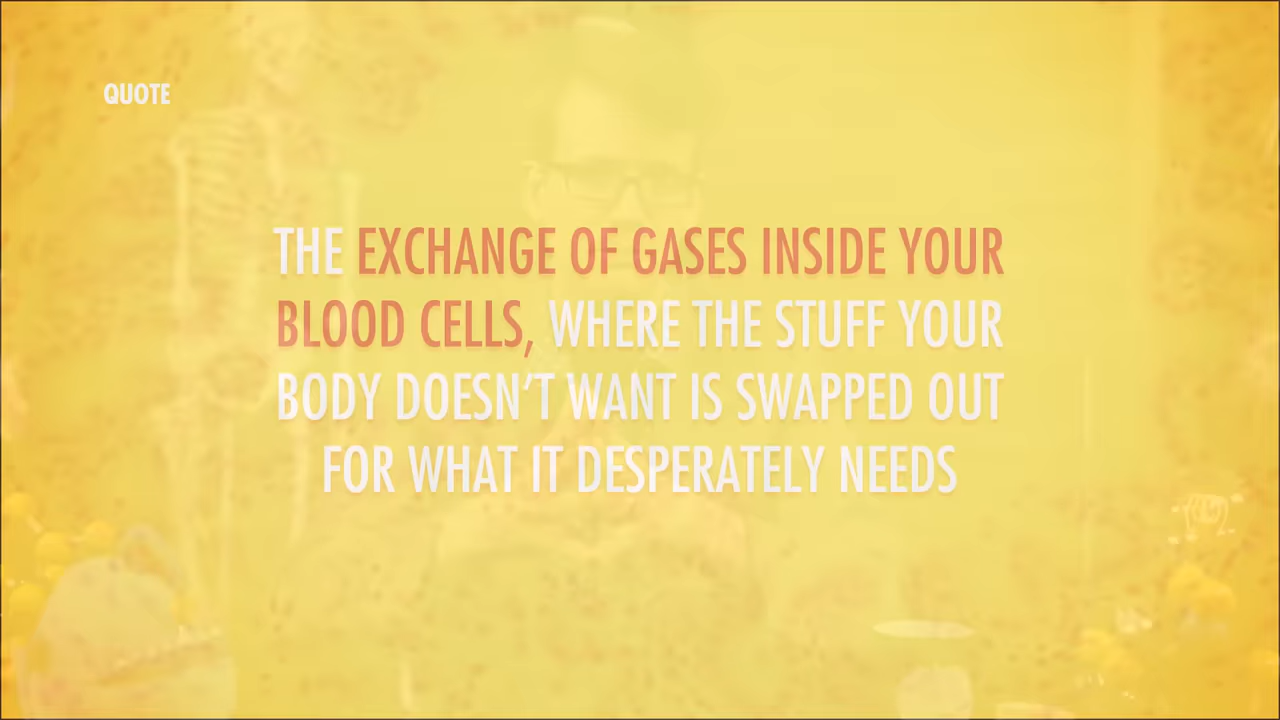 QUOTE
THE EXCHANGE OF GASES INSIDE YOUR
BLOOD CELLS, WHERE THE STUFF YOUR
BODY DOESN’T WANT IS SWAPPED OUT
FOR WHAT IT DESPERATELY NEEDS